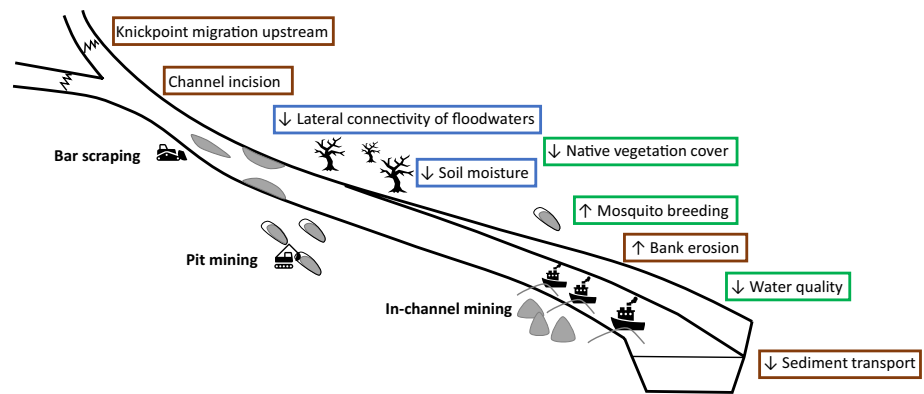 Knickpoint migration upstream
Channel incision
↓ Lateral connectivity of floodwaters
↓ Native vegetation cover
Bar scraping
↓ Soil moisture
↑ Mosquito breeding
↑ Bank erosion
Pit mining
↓ Water quality
In-channel mining
↓ Sediment transport